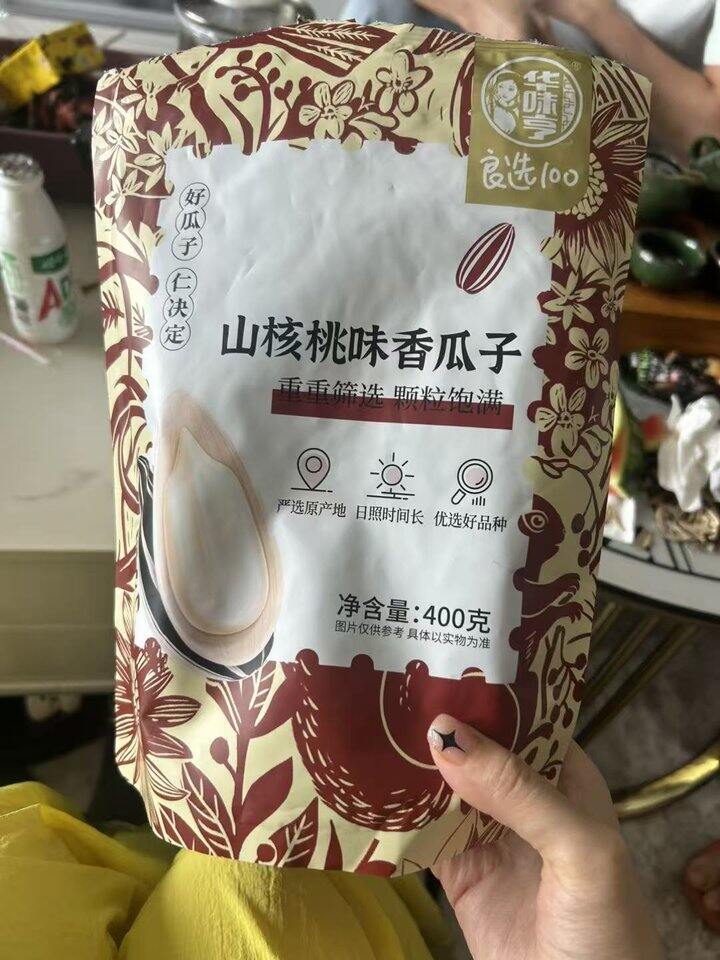 华味亨
良选100
好瓜子
仁决定
山核桃味香瓜子
重重筛选 颗粒饱满
严选原产地 日照时间长 优选好品种
净含量:400克
图片仅供参考 具体以实物为准